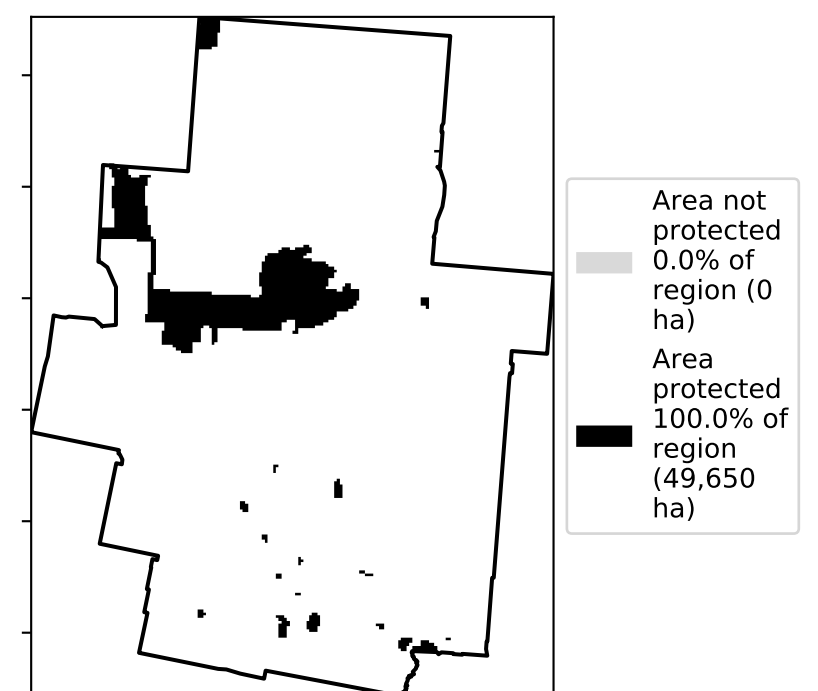 Area not
protected
0.0% of
region (0
ha)
Area
protected
100.0% of
region
(49,650
ha)